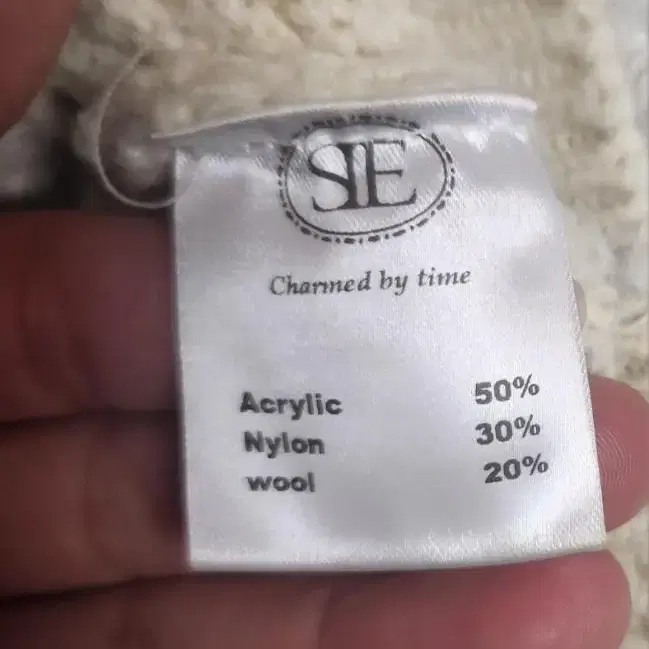 SIE
Charmed by time
Acrylic 50%
Nylon 30%
wool 20%